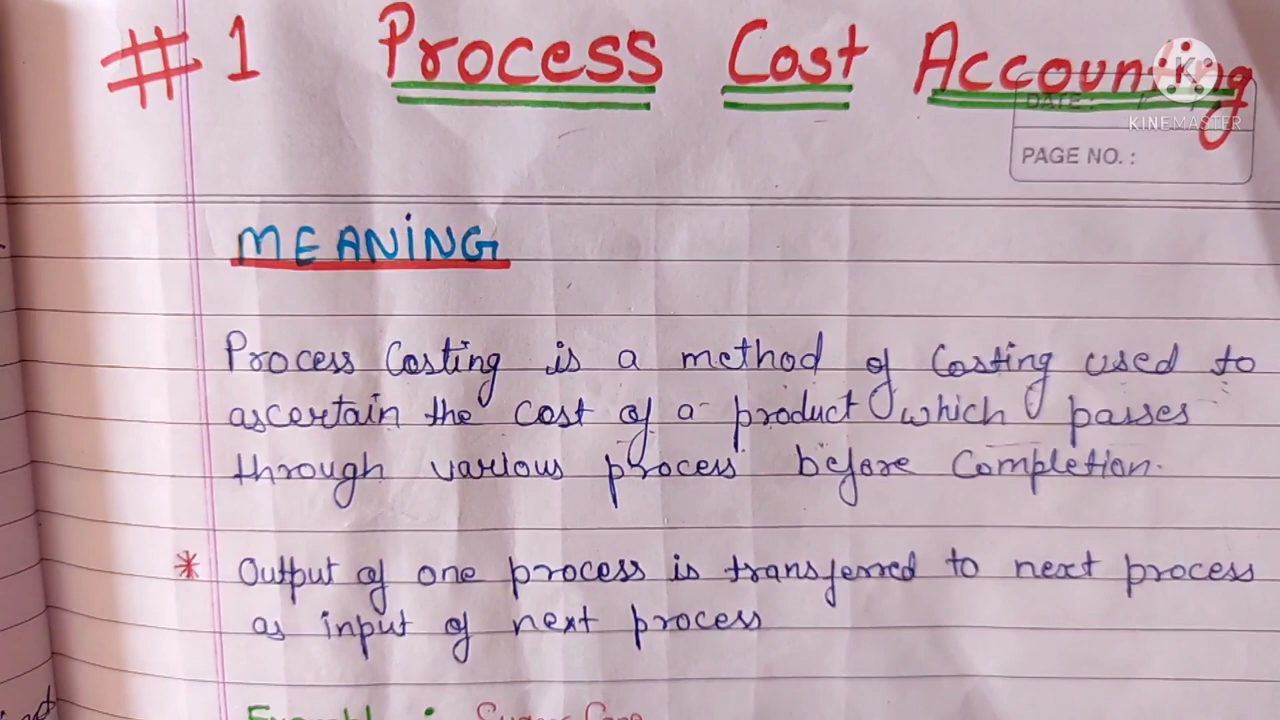 #1 Process Cost Accounting
DATE :
KINEMASTER
PAGE NO. :
MEANING
Process Costing is a method of Costing used to
ascertain the cost of a product which passes
through various process before Completion.
* Output of one process is transferred to next process
as input of next process